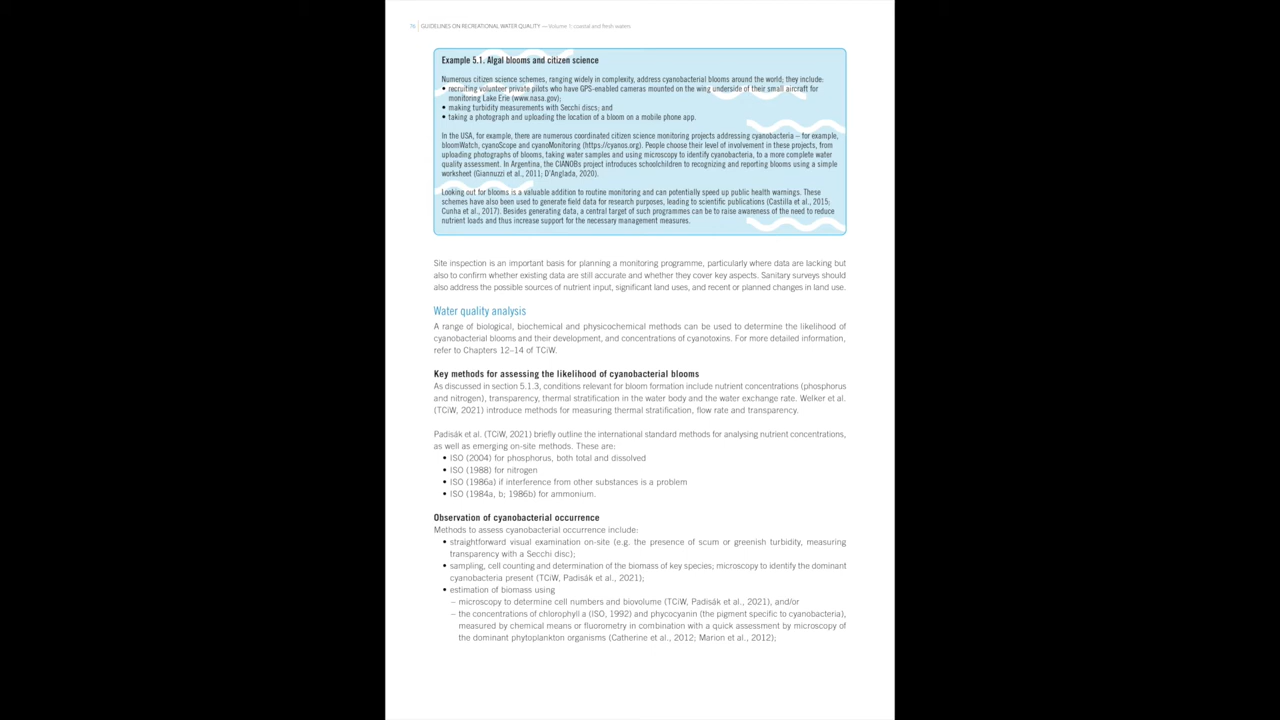 76 GUIDELINES ON RECREATIONAL WATER QUALITY — Volume 1: coastal and fresh waters
Example 5.1. Algal blooms and citizen science
Numerous citizen science schemes, ranging widely in complexity, address cyanobacterial blooms around the world; they include:
• recruiting volunteer private pilots who have GPS-enabled cameras mounted on the wing underside of their small aircraft for
monitoring Lake Erie (www.nasa.gov);
• making turbidity measurements with Secchi discs; and
• taking a photograph and uploading the location of a bloom on a mobile phone app.
In the USA, for example, there are numerous coordinated citizen science monitoring projects addressing cyanobacteria – for example,
bloomWatch, cyanoScope and cyanoMonitoring (https://cyanos.org). People choose their level of involvement in these projects, from
uploading photographs of blooms, taking water samples and using microscopy to identify cyanobacteria, to a more complete water
quality assessment. In Argentina, the CIANOBs project introduces schoolchildren to recognizing and reporting blooms using a simple
worksheet (Giannuzzi et al., 2011; D'Anglada, 2020).
Looking out for blooms is a valuable addition to routine monitoring and can potentially speed up public health warnings. These
schemes have also been used to generate field data for research purposes, leading to scientific publications (Castilla et al., 2015;
Cunha et al., 2017). Besides generating data, a central target of such programmes can be to raise awareness of the need to reduce
nutrient loads and thus increase support for the necessary management measures.
Site inspection is an important basis for planning a monitoring programme, particularly where data are lacking but
also to confirm whether existing data are still accurate and whether they cover key aspects. Sanitary surveys should
also address the possible sources of nutrient input, significant land uses, and recent or planned changes in land use.
Water quality analysis
A range of biological, biochemical and physicochemical methods can be used to determine the likelihood of
cyanobacterial blooms and their development, and concentrations of cyanotoxins. For more detailed information,
refer to Chapters 12–14 of TCiW.
Key methods for assessing the likelihood of cyanobacterial blooms
As discussed in section 5.1.3, conditions relevant for bloom formation include nutrient concentrations (phosphorus
and nitrogen), transparency, thermal stratification in the water body and the water exchange rate. Welker et al.
(TCiW, 2021) introduce methods for measuring thermal stratification, flow rate and transparency.
Padisák et al. (TCiW, 2021) briefly outline the international standard methods for analysing nutrient concentrations,
as well as emerging on-site methods. These are:
• ISO (2004) for phosphorus, both total and dissolved
• ISO (1988) for nitrogen
• ISO (1986a) if interference from other substances is a problem
• ISO (1984a, b; 1986b) for ammonium.
Observation of cyanobacterial occurrence
Methods to assess cyanobacterial occurrence include:
• straightforward visual examination on-site (e.g. the presence of scum or greenish turbidity, measuring
transparency with a Secchi disc);
• sampling, cell counting and determination of the biomass of key species; microscopy to identify the dominant
cyanobacteria present (TCiW, Padisák et al., 2021);
• estimation of biomass using
– microscopy to determine cell numbers and biovolume (TCiW, Padisák et al., 2021), and/or
– the concentrations of chlorophyll a (ISO, 1992) and phycocyanin (the pigment specific to cyanobacteria),
measured by chemical means or fluorometry in combination with a quick assessment by microscopy of
the dominant phytoplankton organisms (Catherine et al., 2012; Marion et al., 2012);